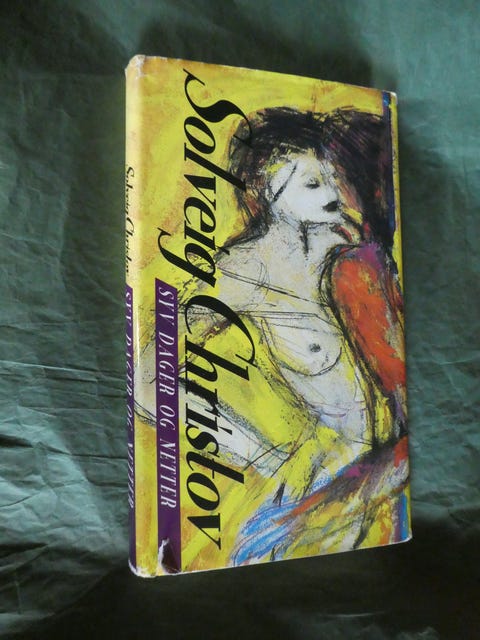 Solveig Christov
SYV DAGER OG NETTER
Solveig Christov
SYV DAGER OG NETTER